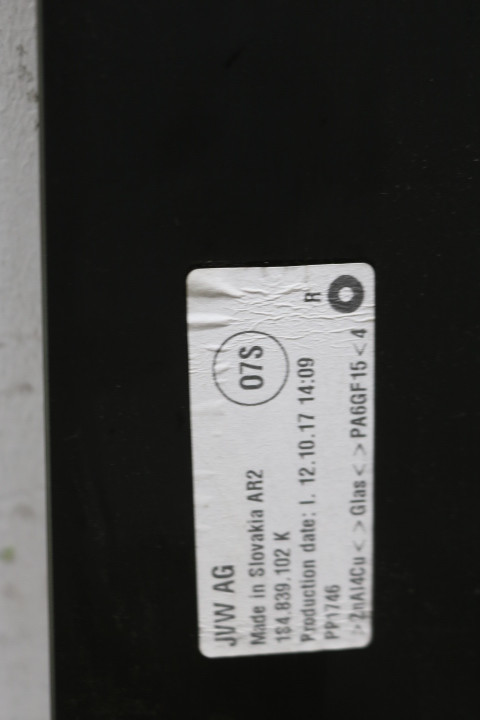 JVW AG
07S
R
Made in Slovakia AR2
1S4.839.102 K
Production date: I. 12.10.17 14:09
PP1746
>ZnAl4Cu< >Glas< >PA6GF15<4